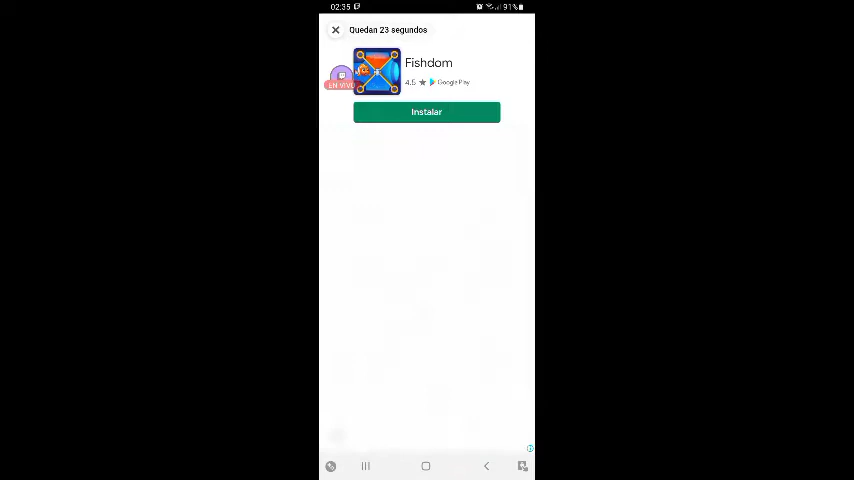 02:35
91%
Quedan 23 segundos
Fishdom
4.5 ★ Google Play
EN VIVO
Instalar